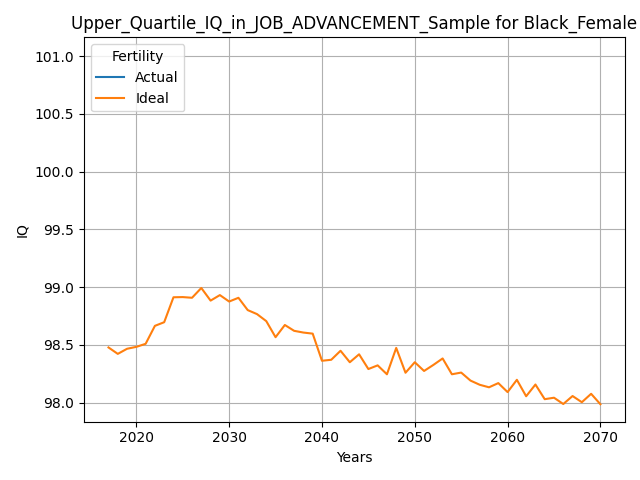 Upper_Quartile_IQ_in_JOB_ADVANCEMENT_Sample for Black_Female
Fertility
Actual
Ideal
101.0
100.5
100.0
99.5
99.0
98.5
98.0
IQ
2020 2030 2040 2050 2060 2070
Years